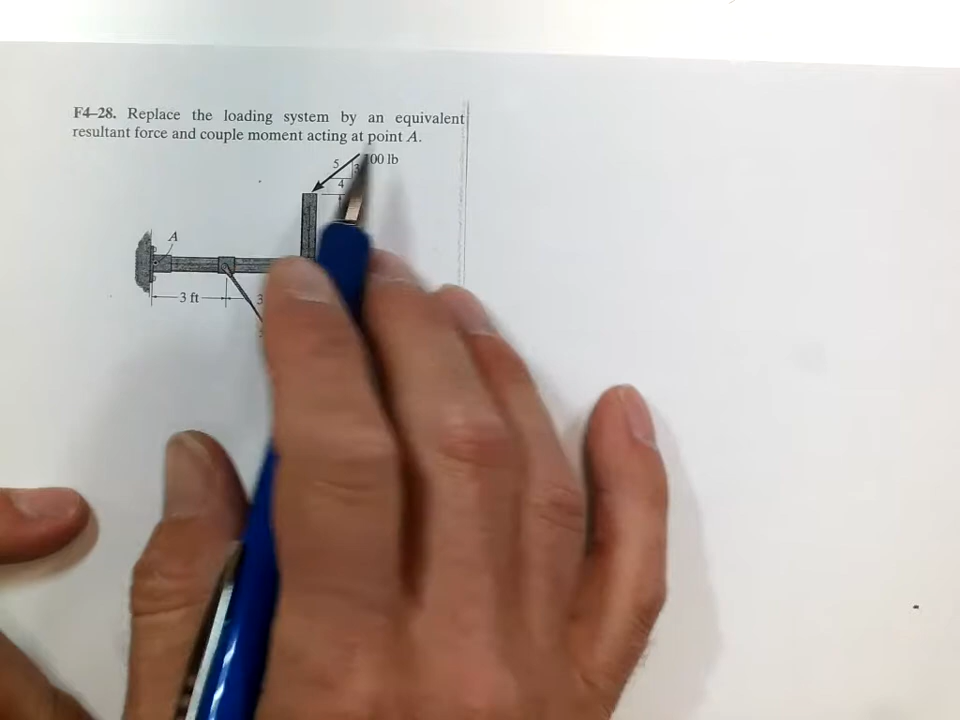 F4–28. Replace the loading system by an equivalent
resultant force and couple moment acting at point A.
5
3
00 lb
4
A
3 ft
3